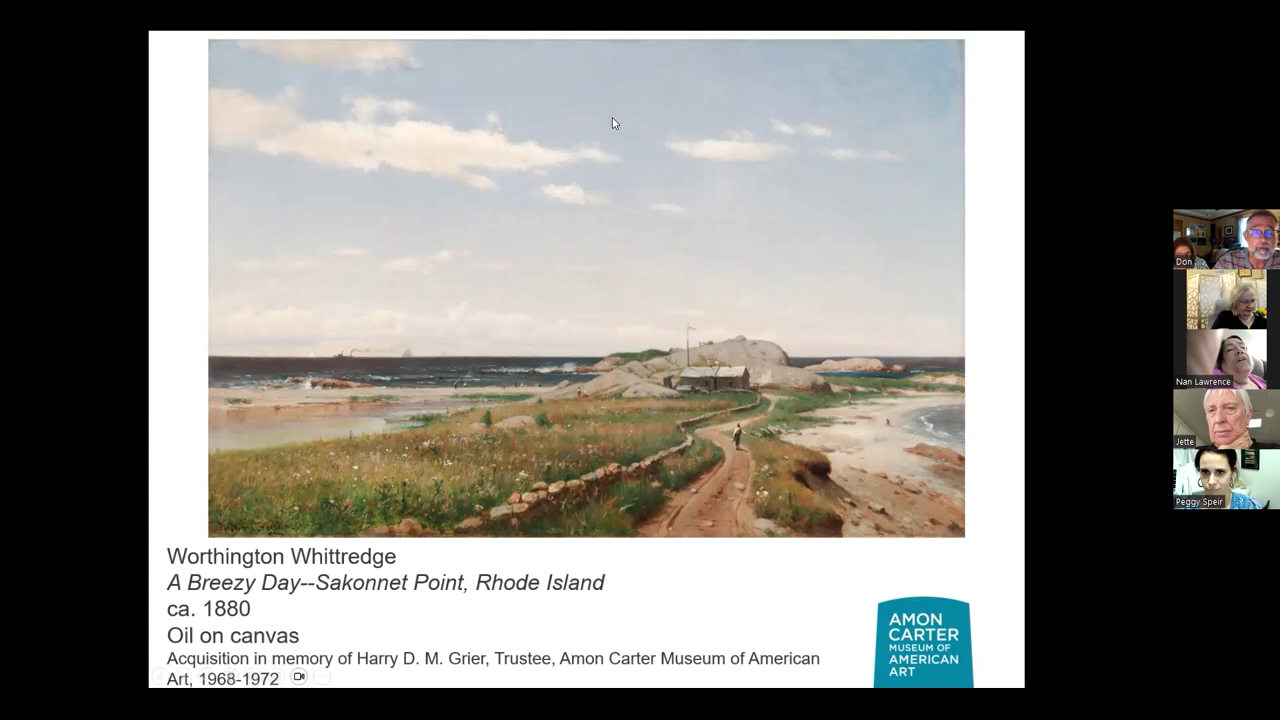 Worthington Whittredge
A Breezy Day--Sakonnet Point, Rhode Island
ca. 1880
Oil on canvas
Acquisition in memory of Harry D. M. Grier, Trustee, Amon Carter Museum of American
Art, 1968-1972
AMON
CARTER
MUSEUM OF
AMERICAN
ART
Don
Nan Lawrence
Jette
Peggy Speir